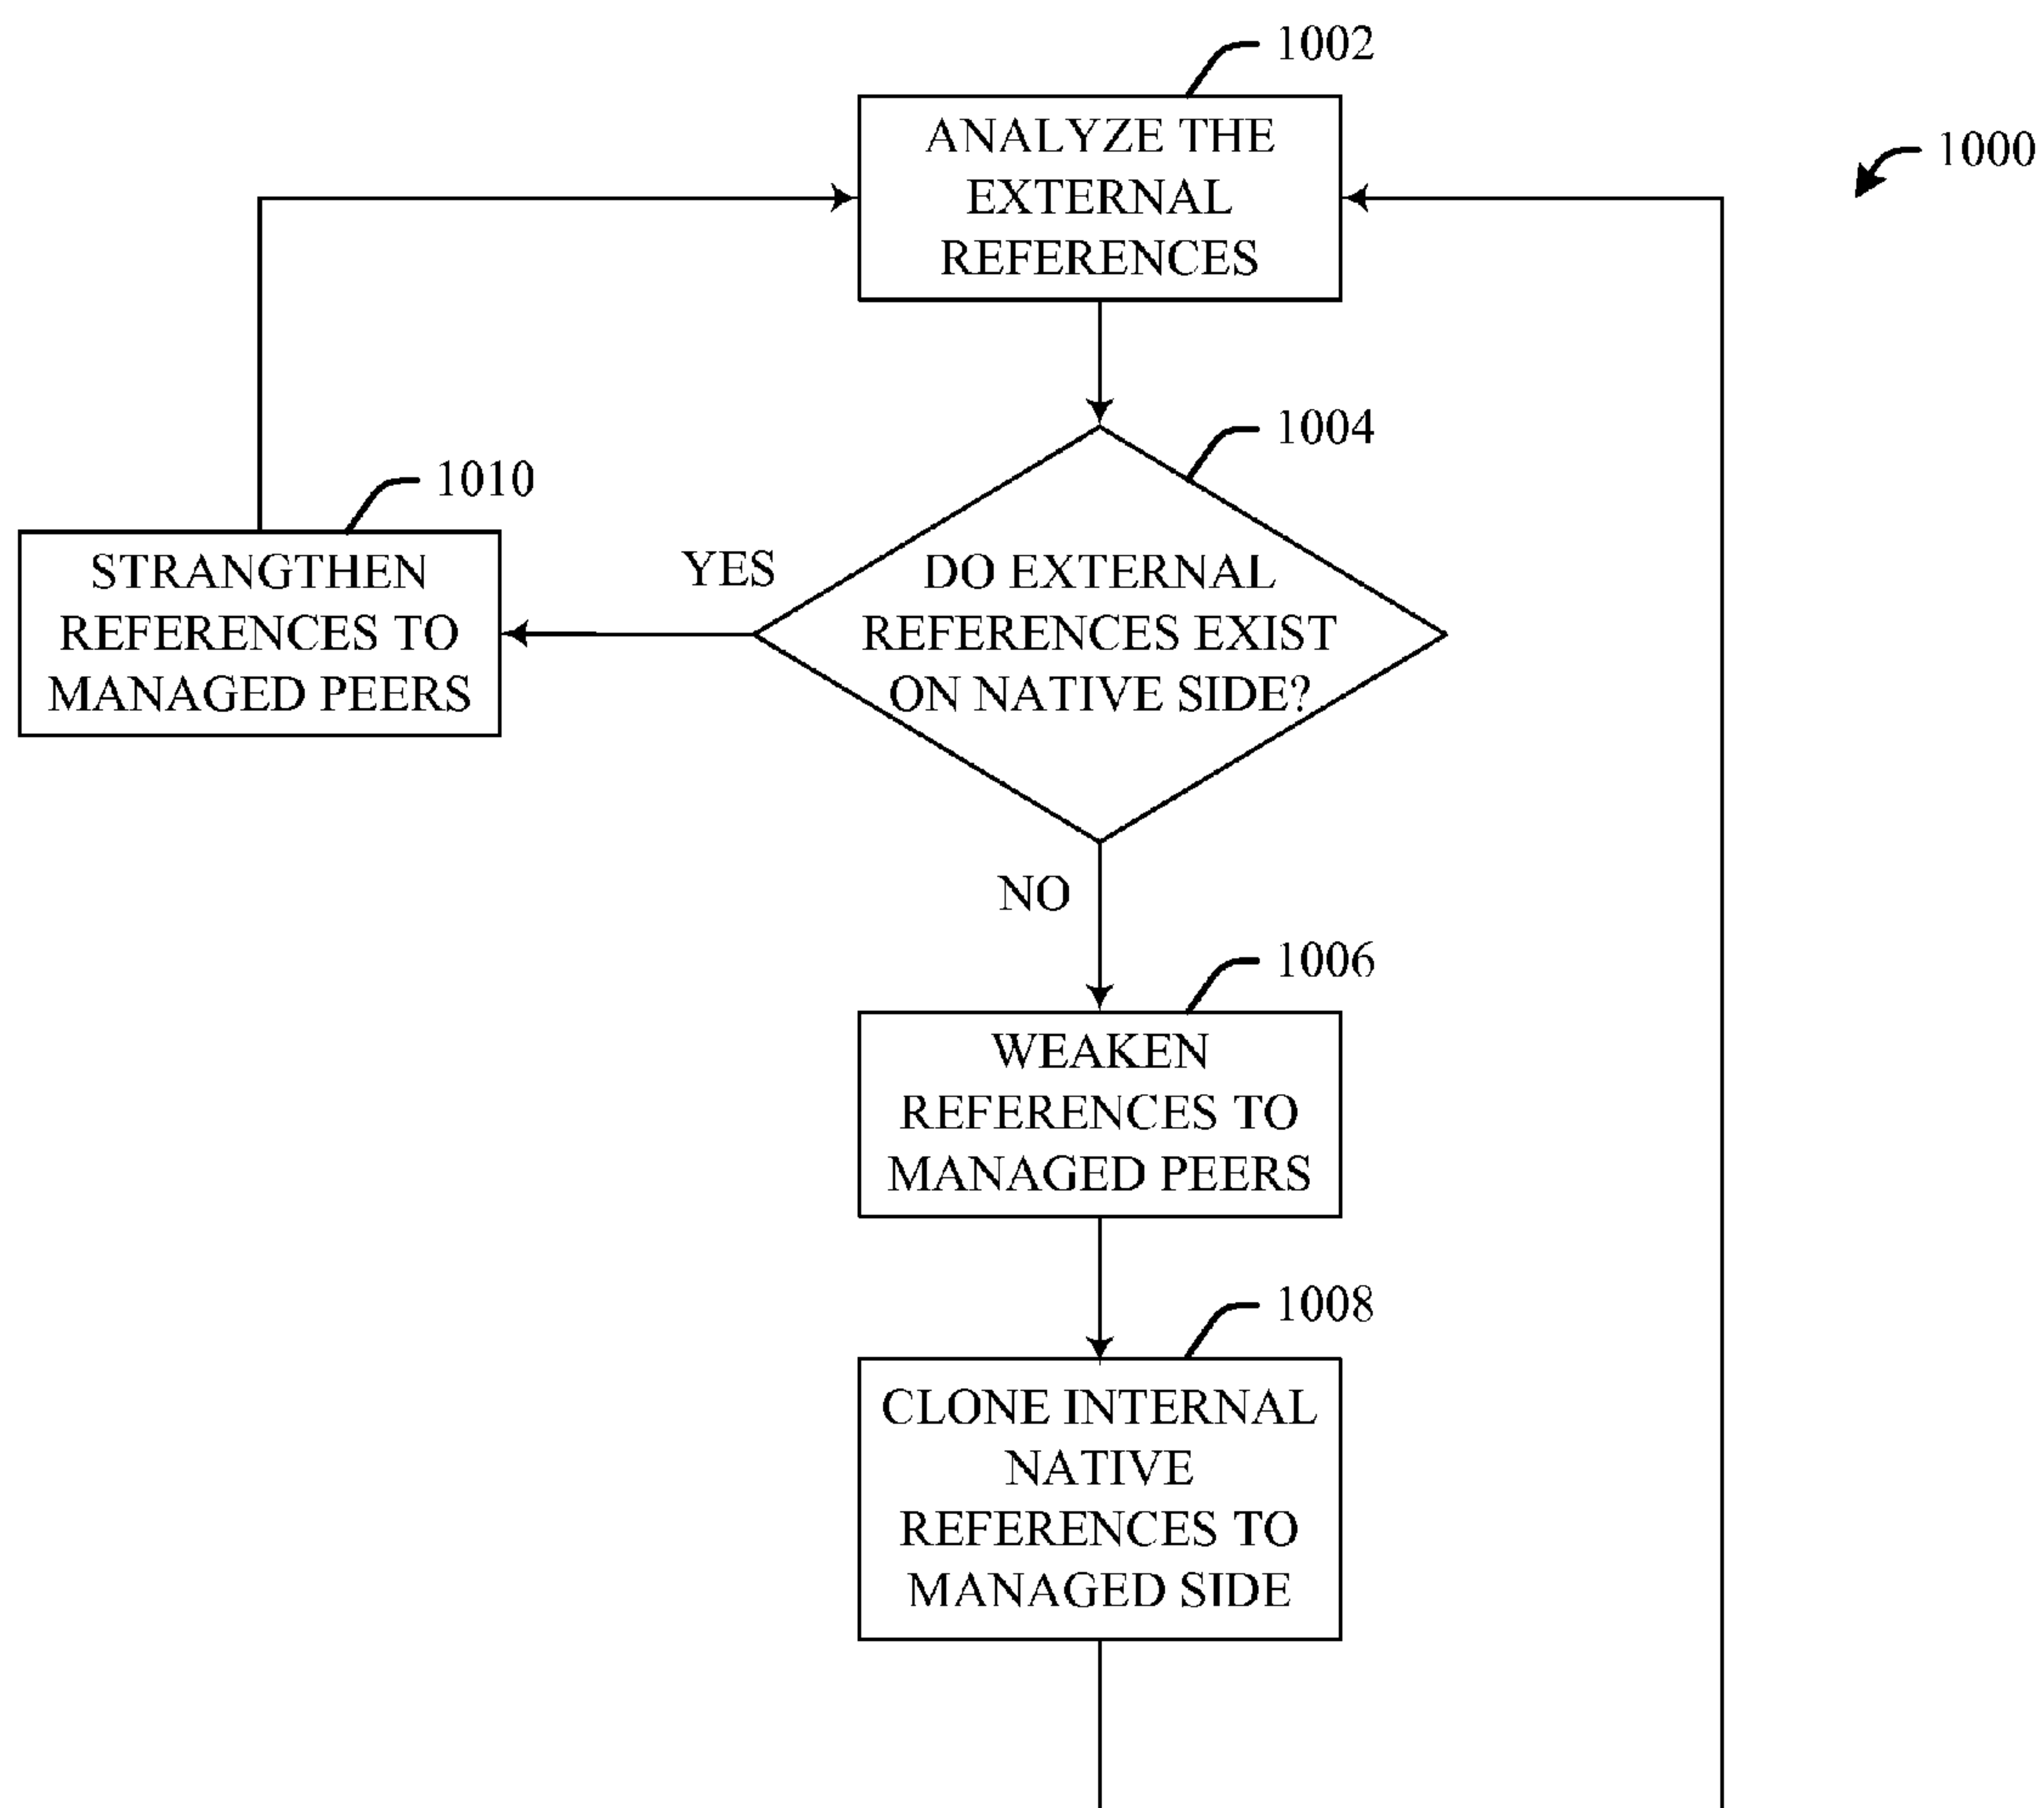 1002
ANALYZE THE
EXTERNAL
REFERENCES
1000
1004
DO EXTERNAL
REFERENCES EXIST
ON NATIVE SIDE?
YES
1010
STRANGTHEN
REFERENCES TO
MANAGED PEERS
NO
1006
WEAKEN
REFERENCES TO
MANAGED PEERS
1008
CLONE INTERNAL
NATIVE
REFERENCES TO
MANAGED SIDE